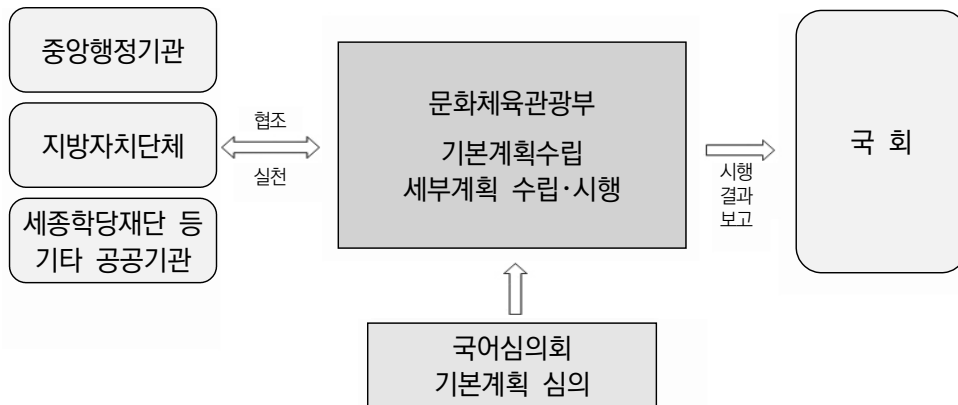 중앙행정기관
지방자치단체
세종학당재단 등
기타 공공기관
협조
실천
문화체육관광부
기본계획수립
세부계획 수립·시행
시행
결과
보고
국 회
국어심의회
기본계획 심의